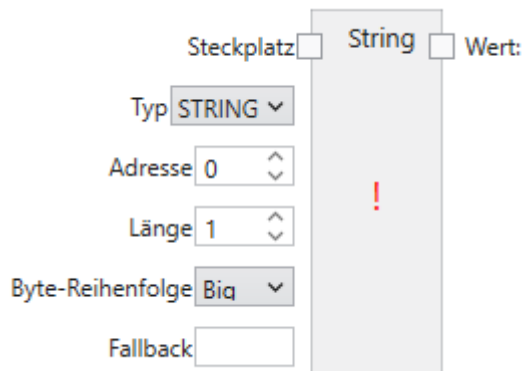 Steckplatz String Wert:
Typ STRING
Adresse 0
Länge 1
!
Byte-Reihenfolge Big
Fallback